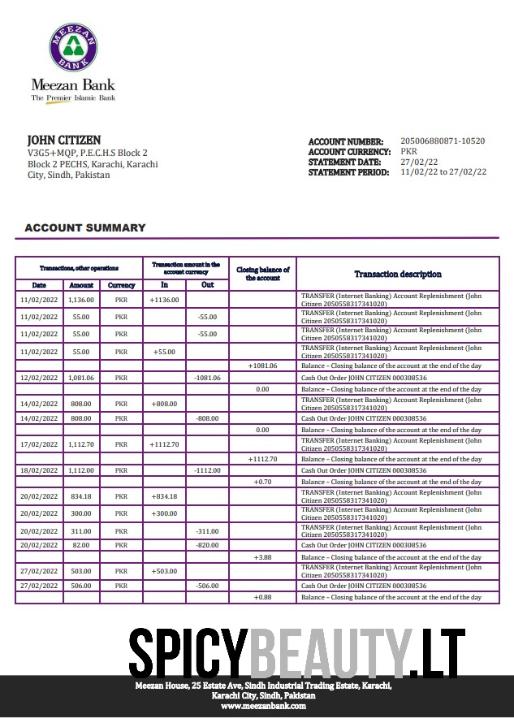 MEEZAN
BANK
Meezan Bank
The Premier Islamic Bank
JOHN CITIZEN
V3G5+MQP, P.E.C.H.S Block 2
Block 2 PECHS, Karachi, Karachi
City, Sindh, Pakistan
ACCOUNT NUMBER: 205006880871-10520
ACCOUNT CURRENCY: PKR
STATEMENT DATE: 27/02/22
STATEMENT PERIOD: 11/02/22 to 27/02/22
ACCOUNT SUMMARY
Transactions, other operations
Transaction amount in the
account currency
Closing balance of
the account
Transaction description
Date Amount Currency In Out
11/02/2022 1,136.00 PKR +1136.00 TRANSFER (Internet Banking) Account Replenishment (John
Citizen 2050558317341020)
11/02/2022 55.00 PKR -55.00 TRANSFER (Internet Banking) Account Replenishment (John
Citizen 2050558317341020)
11/02/2022 55.00 PKR -55.00 TRANSFER (Internet Banking) Account Replenishment (John
Citizen 2050558317341020)
11/02/2022 55.00 PKR +55.00 TRANSFER (Internet Banking) Account Replenishment (John
Citizen 2050558317341020)
+1081.06 Balance – Closing balance of the account at the end of the day
12/02/2022 1,081.06 PKR -1081.06 Cash Out Order JOHN CITIZEN 000308536
0.00 Balance – Closing balance of the account at the end of the day
14/02/2022 808.00 PKR +808.00 TRANSFER (Internet Banking) Account Replenishment (John
Citizen 2050558317341020)
14/02/2022 808.00 PKR -808.00 Cash Out Order JOHN CITIZEN 000308536
0.00 Balance – Closing balance of the account at the end of the day
17/02/2022 1,112.70 PKR +1112.70 TRANSFER (Internet Banking) Account Replenishment (John
Citizen 2050558317341020)
+1112.70 Balance – Closing balance of the account at the end of the day
18/02/2022 1,112.00 PKR -1112.00 Cash Out Order JOHN CITIZEN 000308536
+0.70 Balance – Closing balance of the account at the end of the day
20/02/2022 834.18 PKR +834.18 TRANSFER (Internet Banking) Account Replenishment (John
Citizen 2050558317341020)
20/02/2022 300.00 PKR +300.00 TRANSFER (Internet Banking) Account Replenishment (John
Citizen 2050558317341020)
20/02/2022 311.00 PKR -311.00 TRANSFER (Internet Banking) Account Replenishment (John
Citizen 2050558317341020)
20/02/2022 82.00 PKR -820.00 Cash Out Order JOHN CITIZEN 000308536
+3.88 Balance – Closing balance of the account at the end of the day
27/02/2022 503.00 PKR +503.00 TRANSFER (Internet Banking) Account Replenishment (John
Citizen 2050558317341020)
27/02/2022 506.00 PKR -506.00 Cash Out Order JOHN CITIZEN 000308536
+0.88 Balance – Closing balance of the account at the end of the day
SPICYBEAUTY.LT
Meezan House, 25 Estate Ave, Sindh Industrial Trading Estate, Karachi,
Karachi City, Sindh, Pakistan
www.meezanbank.com